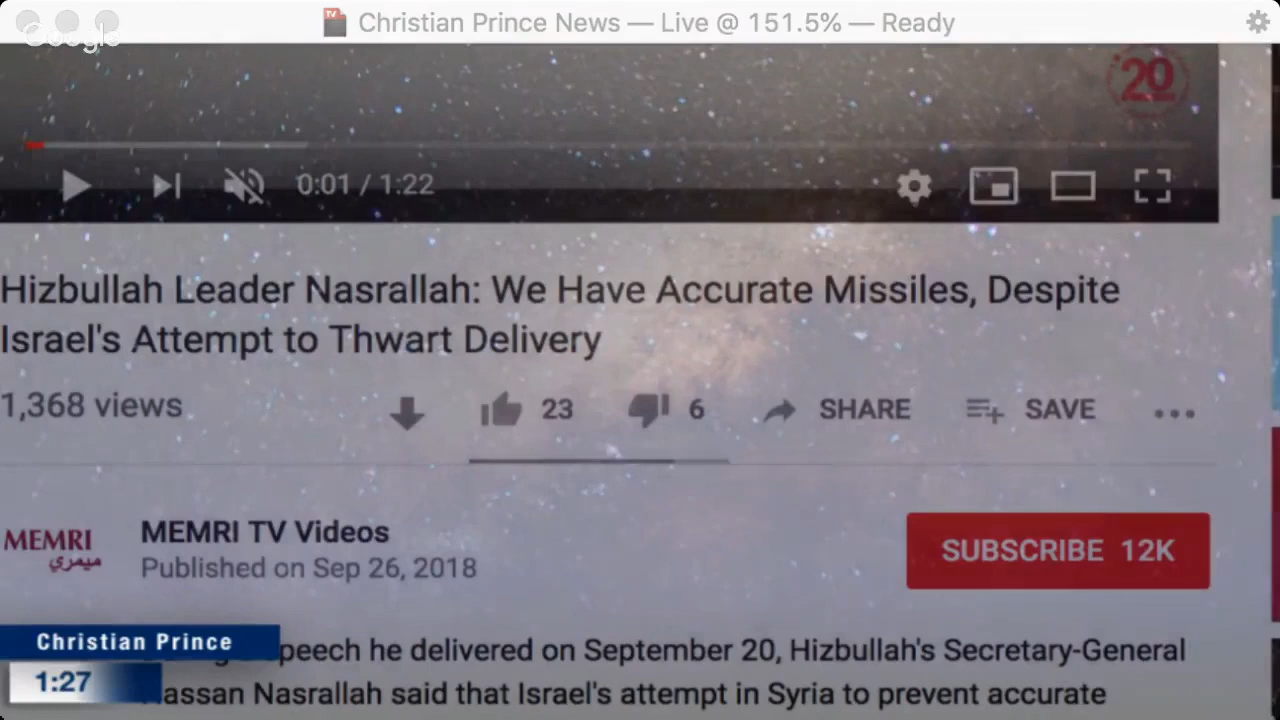 Christian Prince News — Live @ 151.5% — Ready
Google
20
0:01 / 1:22
Hizbullah Leader Nasrallah: We Have Accurate Missiles, Despite
Israel's Attempt to Thwart Delivery
1,368 views
23
6
SHARE
SAVE
MEMRI
ميمري
MEMRI TV Videos
Published on Sep 26, 2018
SUBSCRIBE 12K
Christian Prince
speech he delivered on September 20, Hizbullah's Secretary-General
1:27
Hassan Nasrallah said that Israel's attempt in Syria to prevent accurate